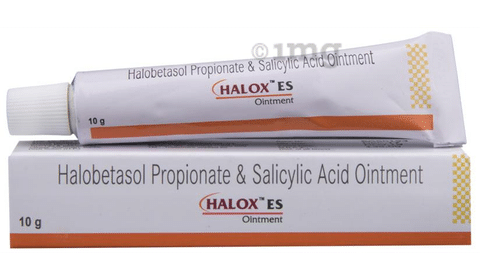 ©1mg
Halobetasol Propionate & Salicylic Acid Ointment
HALOX™ ES
Ointment
10 g
Halobetasol Propionate & Salicylic Acid Ointment
HALOX™ ES
Ointment
10 g